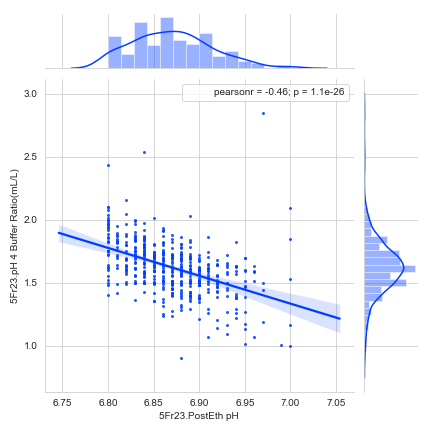 pearsonr = -0.46; p = 1.1e-26
3.0
2.5
2.0
1.5
1.0
5Fr23.pH 4 Buffer Ratio(mL/L)
6.75 6.80 6.85 6.90 6.95 7.00 7.05
5Fr23.PostEth pH